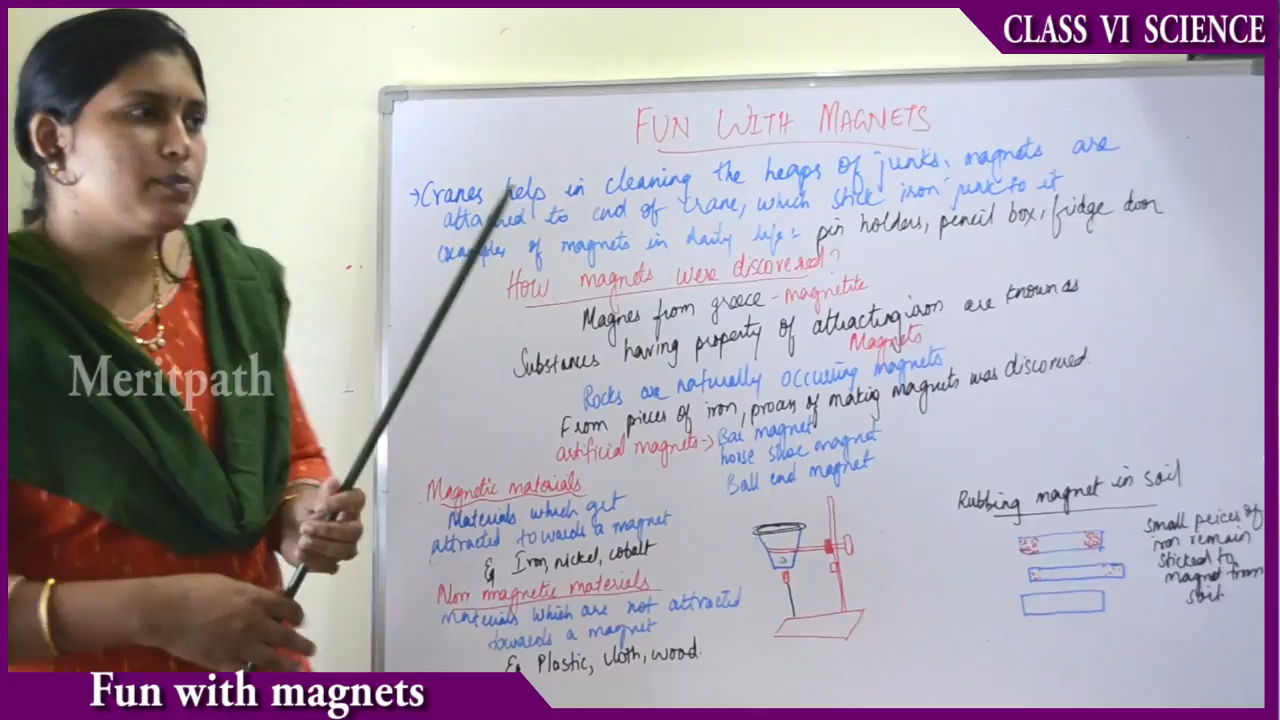 CLASS VI SCIENCE
FUN WITH MAGNETS
→Cranes help in cleaning the heaps of junks, magnets are
attached to end of crane, which stick iron junk to it
examples of magnets in daily life:- pin holders, pencil box, fridge door
How magnets were discovered?
Magnes from greece - magnetite
Substances having property of attracting iron are known as
Magnets
Rocks are naturally occuring magnets
From pieces of iron, process of making magnets was discovered.
artificial magnets-> Bar magnet
horse shoe magnet
Ball end magnet
Magnetic materials
Materials which get
attracted towards a magnet
Eg Iron, nickel, cobalt
Non magnetic materials
Materials which are not attracted
towards a magnet
Eg Plastic, cloth, wood.
Rubbing magnet in soil
Small peices of
iron remain
sticked to
magnet from
soil
Meritpath
Fun with magnets